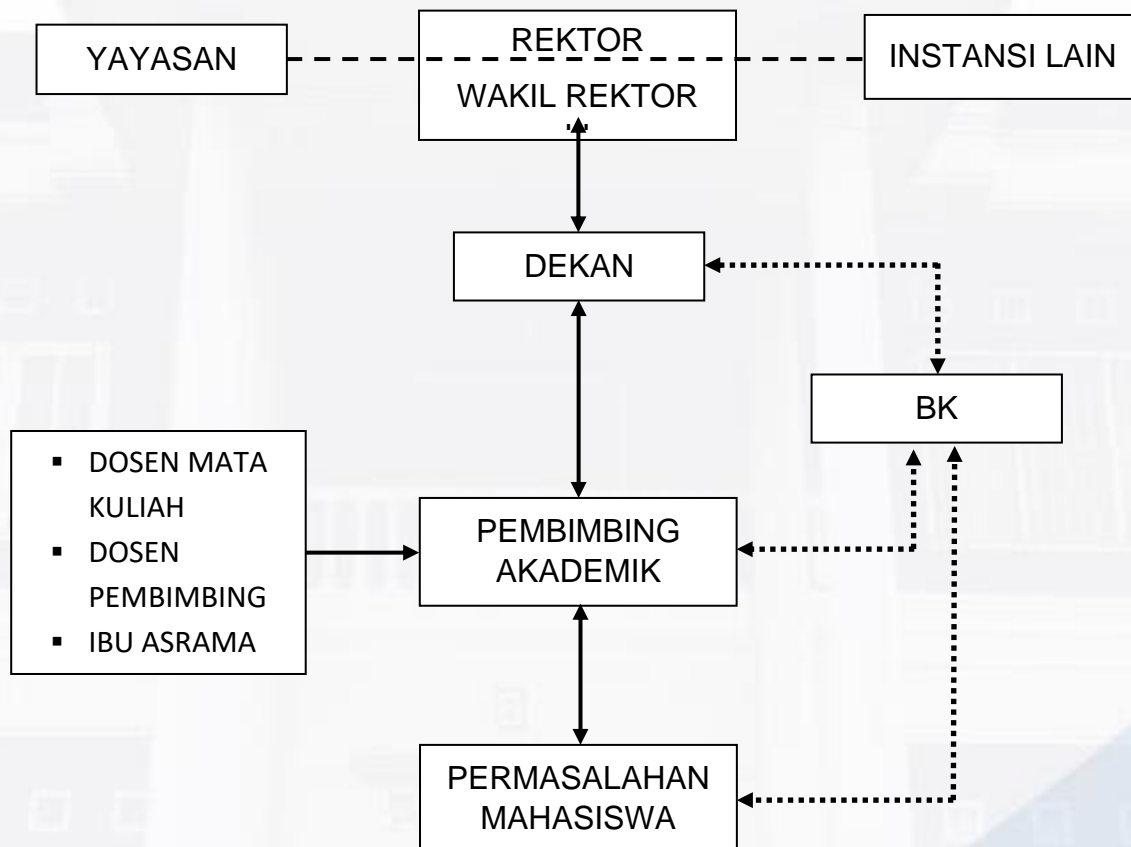 YAYASAN
REKTOR
WAKIL REKTOR
INSTANSI LAIN
DEKAN
BK
▪ DOSEN MATA
KULIAH
▪ DOSEN
PEMBIMBING
▪ IBU ASRAMA
PEMBIMBING
AKADEMIK
PERMASALAHAN
MAHASISWA